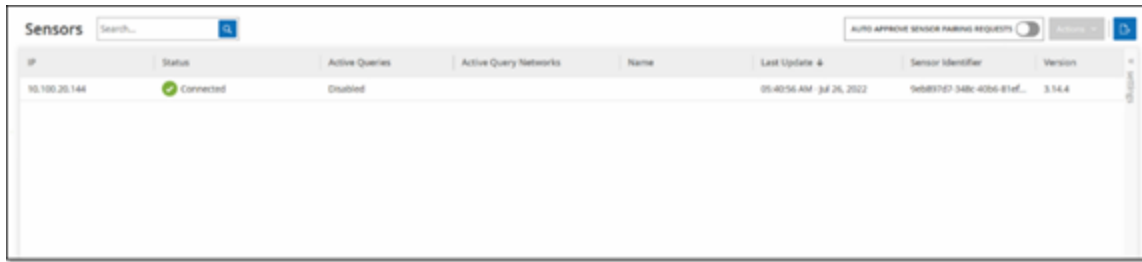 Sensors Search... AUTO APPROVE SENSOR PAIRING REQUESTS Actions
IP Status Active Queries Active Query Networks Name Last Update Sensor Identifier Version
10.100.20.144 Connected Disabled 05:40:56 AM · Jul 26, 2022 9eb897d7-348c-40b6-81ef... 3.14.4
settings